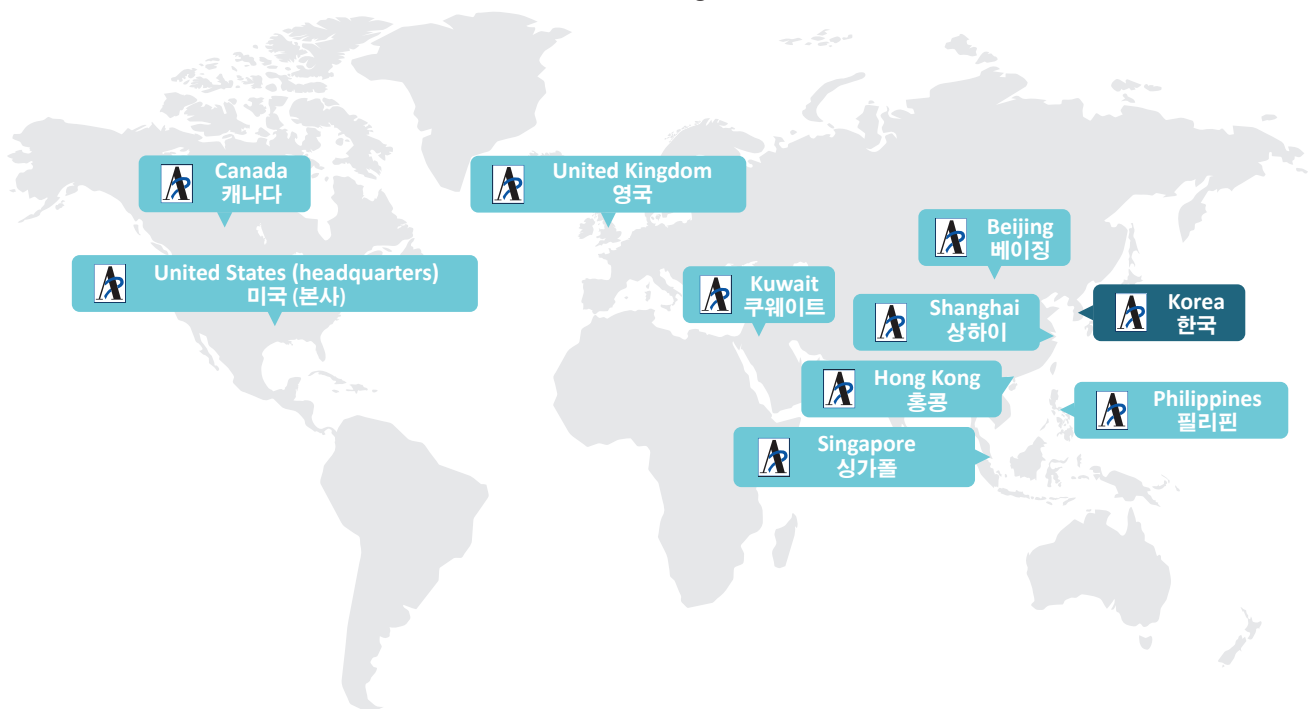 Canada
캐나다
United Kingdom
영국
Beijing
베이징
United States (headquarters)
미국 (본사)
Kuwait
쿠웨이트
Shanghai
상하이
Korea
한국
Hong Kong
홍콩
Philippines
필리핀
Singapore
싱가폴